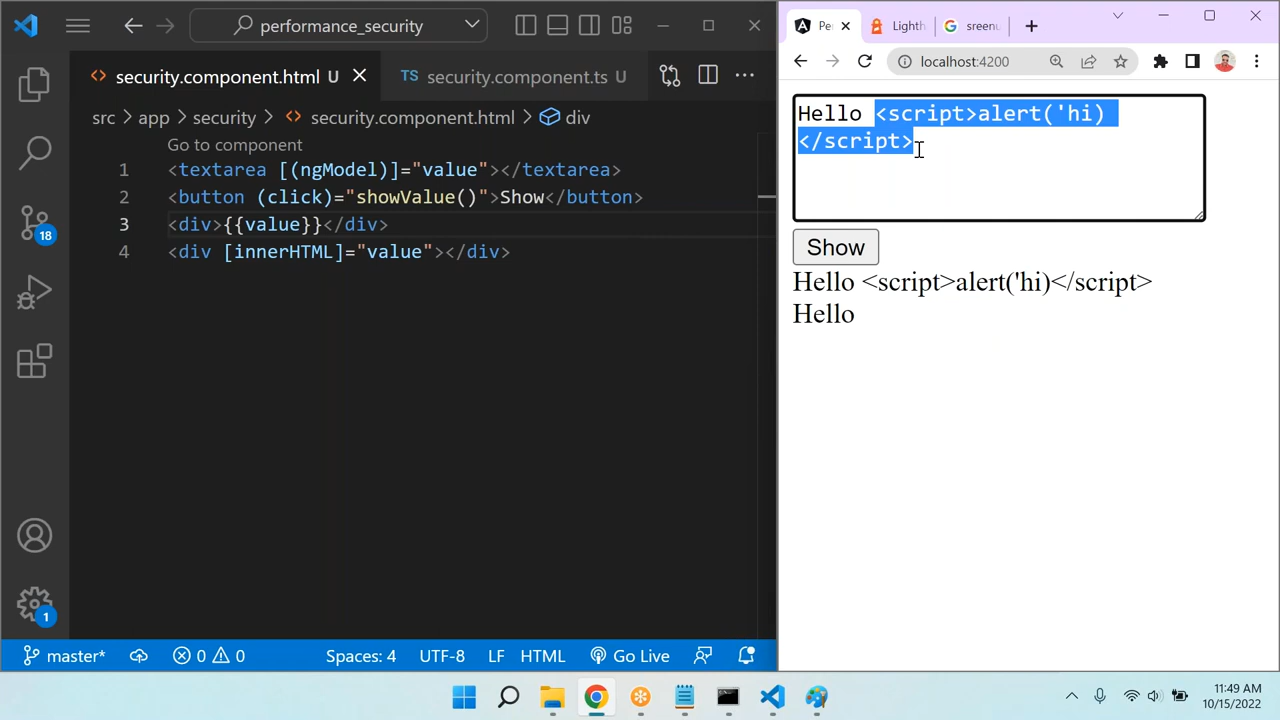 performance_security
security.component.html U
TS security.component.ts U
src > app > security > <> security.component.html > div
Go to component
1 <textarea [(ngModel)]="value"></textarea>
2 <button (click)="showValue()">Show</button>
3 <div>{{value}}</div>
4 <div [innerHTML]="value"></div>
18
1
master*
0 0
Spaces: 4
UTF-8
LF
HTML
Go Live
Pe
Lighth
G sreenu
localhost:4200
Hello <script>alert('hi)
</script>
Show
Hello <script>alert('hi)</script>
Hello
11:49 AM
10/15/2022